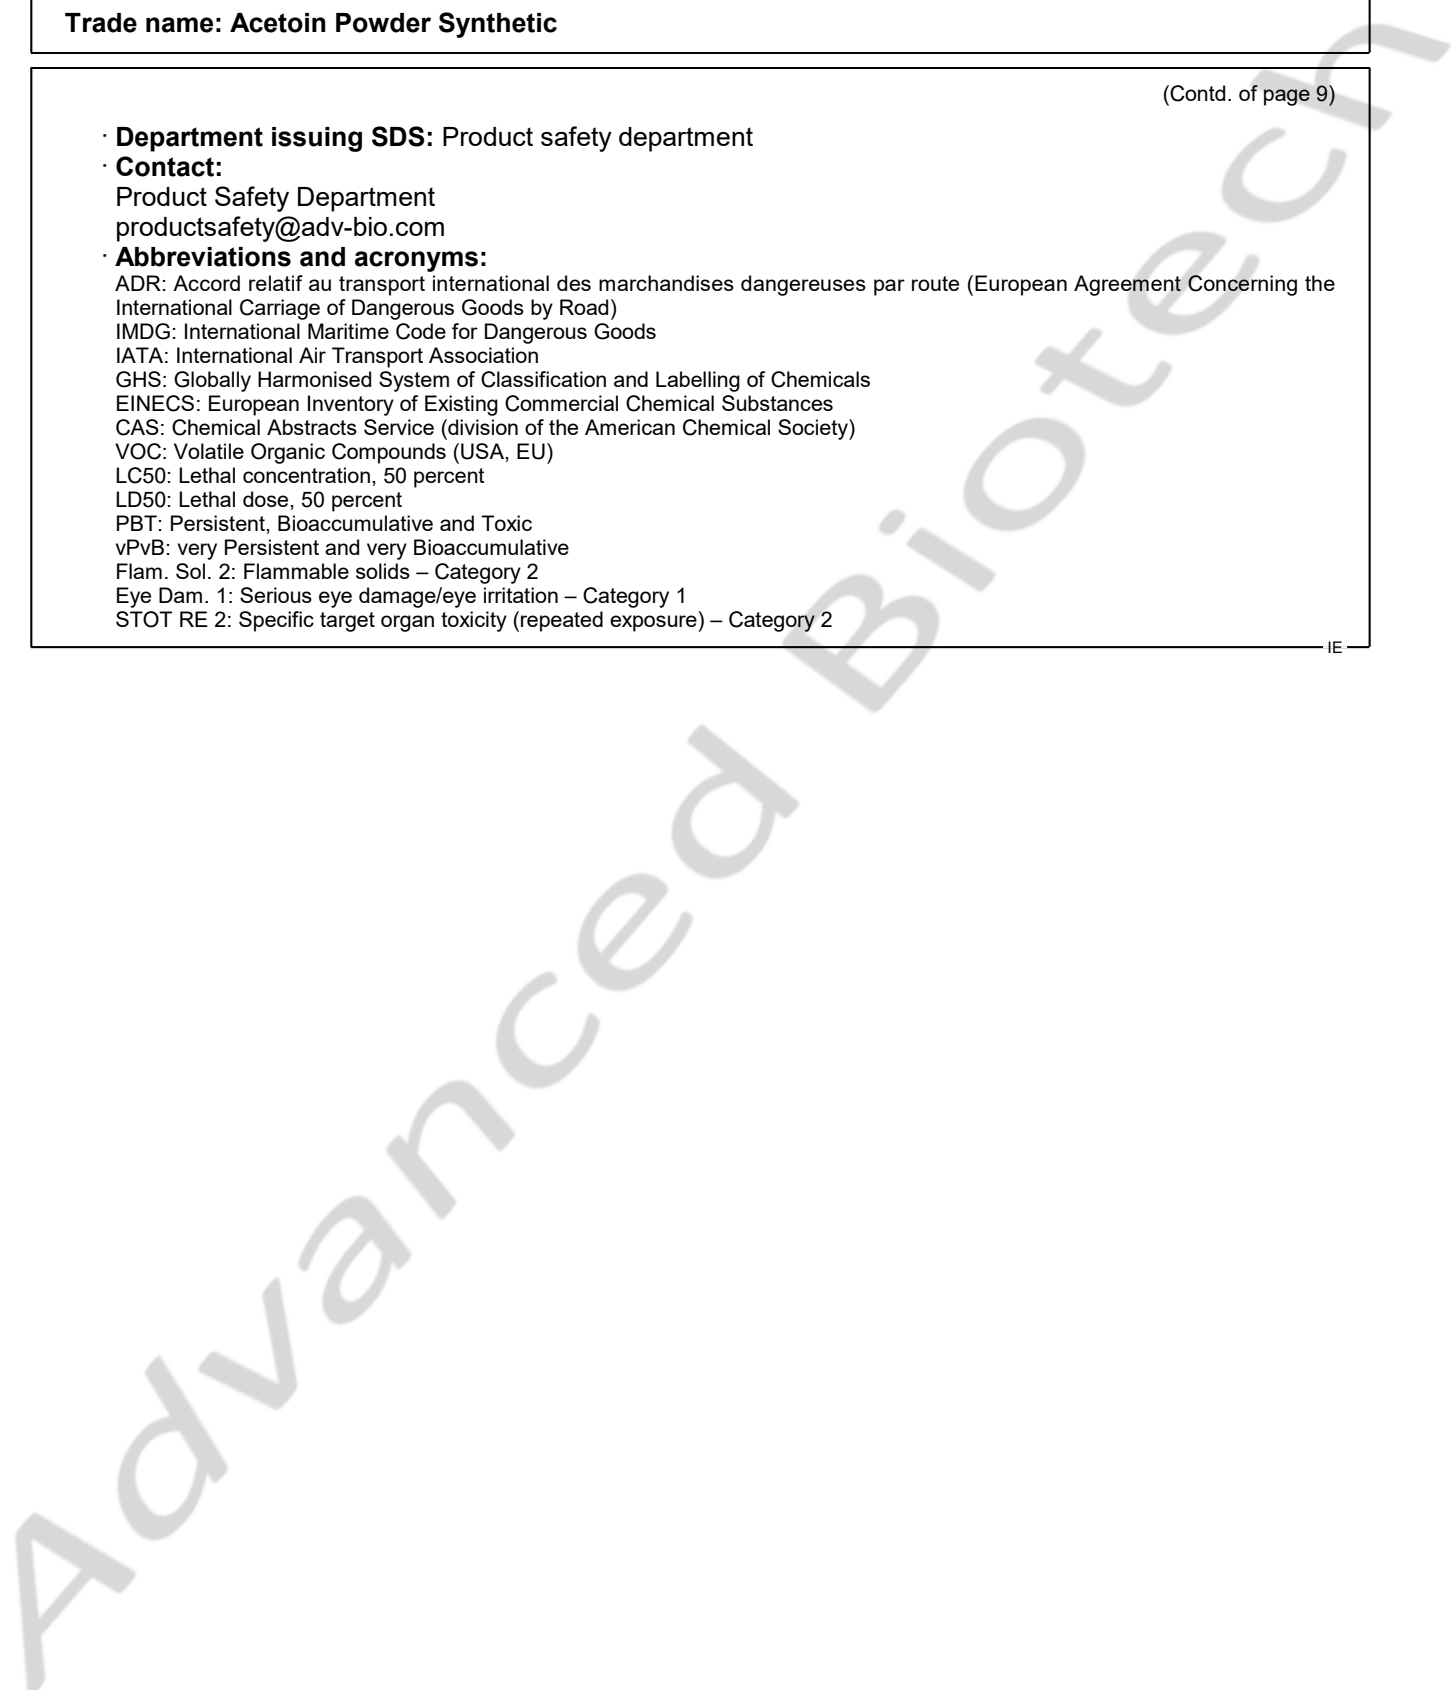 Trade name: Acetoin Powder Synthetic
(Contd. of page 9)
· Department issuing SDS: Product safety department
· Contact:
Product Safety Department
productsafety@adv-bio.com
· Abbreviations and acronyms:
ADR: Accord relatif au transport international des marchandises dangereuses par route (European Agreement Concerning the
International Carriage of Dangerous Goods by Road)
IMDG: International Maritime Code for Dangerous Goods
IATA: International Air Transport Association
GHS: Globally Harmonised System of Classification and Labelling of Chemicals
EINECS: European Inventory of Existing Commercial Chemical Substances
CAS: Chemical Abstracts Service (division of the American Chemical Society)
VOC: Volatile Organic Compounds (USA, EU)
LC50: Lethal concentration, 50 percent
LD50: Lethal dose, 50 percent
PBT: Persistent, Bioaccumulative and Toxic
vPvB: very Persistent and very Bioaccumulative
Flam. Sol. 2: Flammable solids – Category 2
Eye Dam. 1: Serious eye damage/eye irritation – Category 1
STOT RE 2: Specific target organ toxicity (repeated exposure) – Category 2
IE
Advanced Biotech